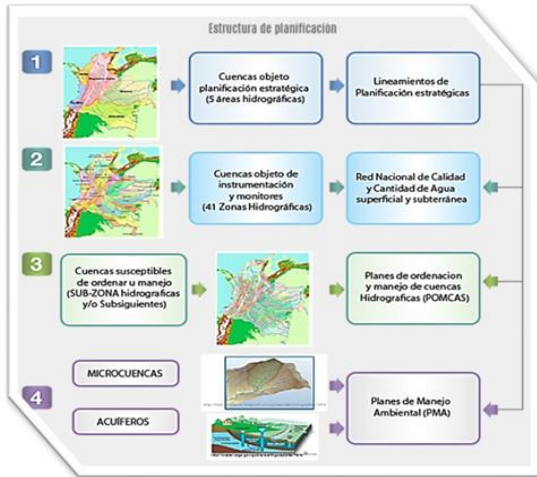 Estructura de planificación
1
Cuencas objeto
planificación estratégica
(5 áreas hidrográficas)
Lineamientos de
Planificación estratégicas
2
Cuencas objeto de
instrumentación
y monitores
(41 Zonas Hidrográficas)
Red Nacional de Calidad
y Cantidad de Agua
superficial y subterránea
3
Cuencas susceptibles
de ordenar u manejo
(SUB-ZONA hidrograficas
y/o Subsiguientes)
Planes de ordenacion
y manejo de cuencas
Hidrograficas (POMCAS)
4
MICROCUENCAS
ACUÍFEROS
Planes de Manejo
Ambiental (PMA)